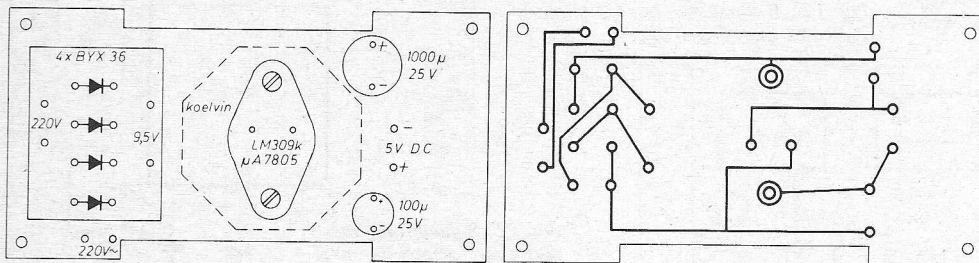 4x BYX 36
220V
9,5V
220V~
koelvin
LM309k
µA7805
+
1000µ
25V
-
-
5V DC
+
+
100µ
25V
-